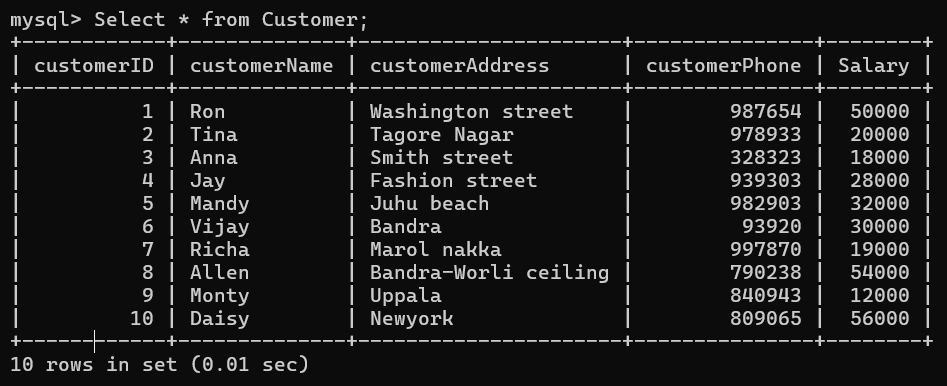 mysql> Select * from Customer;
+------------+--------------+----------------------+---------------+--------+
| customerID | customerName | customerAddress      | customerPhone | Salary |
+------------+--------------+----------------------+---------------+--------+
|          1 | Ron          | Washington street    |        987654 |  50000 |
|          2 | Tina         | Tagore Nagar         |        978933 |  20000 |
|          3 | Anna         | Smith street         |        328323 |  18000 |
|          4 | Jay          | Fashion street       |        939303 |  28000 |
|          5 | Mandy        | Juhu beach           |        982903 |  32000 |
|          6 | Vijay        | Bandra               |         93920 |  30000 |
|          7 | Richa        | Marol nakka          |        997870 |  19000 |
|          8 | Allen        | Bandra-Worli ceiling |        790238 |  54000 |
|          9 | Monty        | Uppala               |        840943 |  12000 |
|         10 | Daisy        | Newyork              |        809065 |  56000 |
+------------+--------------+----------------------+---------------+--------+
10 rows in set (0.01 sec)